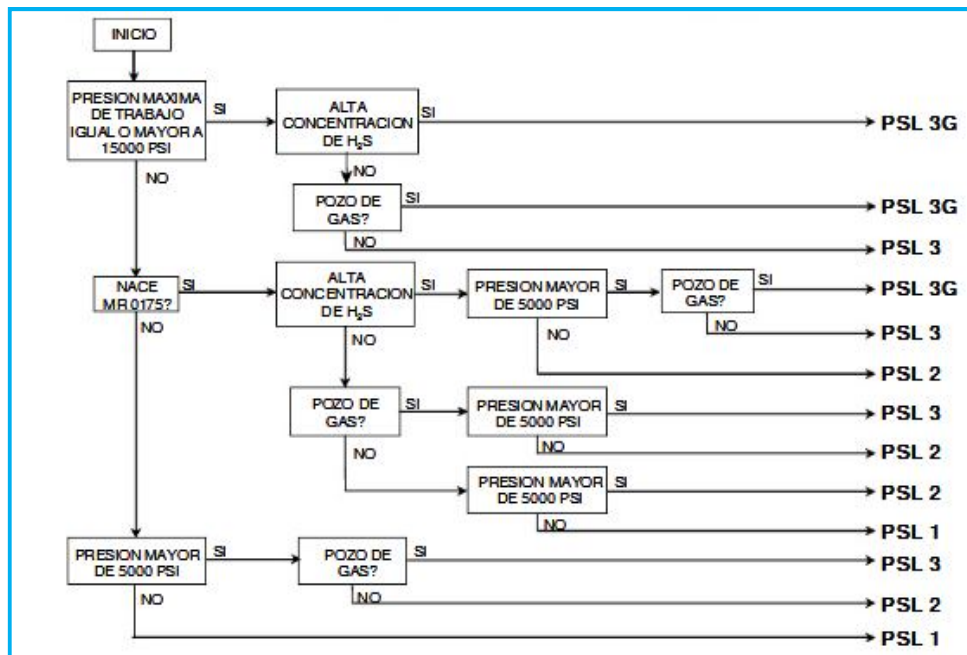 INICIO
PRESION MAXIMA
DE TRABAJO
IGUAL O MAYOR A
15000 PSI
SI
ALTA
CONCENTRACION
DE H₂S
SI
PSL 3G
NO
NO
POZO DE
GAS?
SI
PSL 3G
NO
PSL 3
NACE
MR 0175?
SI
ALTA
CONCENTRACION
DE H₂S
SI
PRESION MAYOR
DE 5000 PSI
SI
POZO DE
GAS?
SI
PSL 3G
NO
PSL 3
NO
NO
NO
PSL 2
POZO DE
GAS?
SI
PRESION MAYOR
DE 5000 PSI
SI
PSL 3
NO
PSL 2
NO
PRESION MAYOR
DE 5000 PSI
SI
PSL 2
NO
PSL 1
PRESION MAYOR
DE 5000 PSI
SI
POZO DE
GAS?
SI
PSL 3
NO
NO
PSL 2
PSL 1